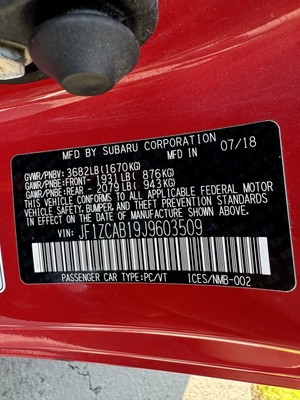 MFD BY SUBARU CORPORATION
MFD IN 07/18
GVWR/PNBV: 3682LB(1670KG)
GAWR/PNBE:FRONT- 1931LB( 876KG)
GAWR/PNBE:REAR - 2079LB( 943KG)
THIS VEHICLE CONFORMS TO ALL APPLICABLE FEDERAL MOTOR
VEHICLE SAFETY, BUMPER, AND THEFT PREVENTION STANDARDS
IN EFFECT ON THE DATE OF MANUFACTURE SHOWN ABOVE.
VIN: JF1ZCAB19J9603509
PASSENGER CAR TYPE:PC/VT ICES/NMB-002